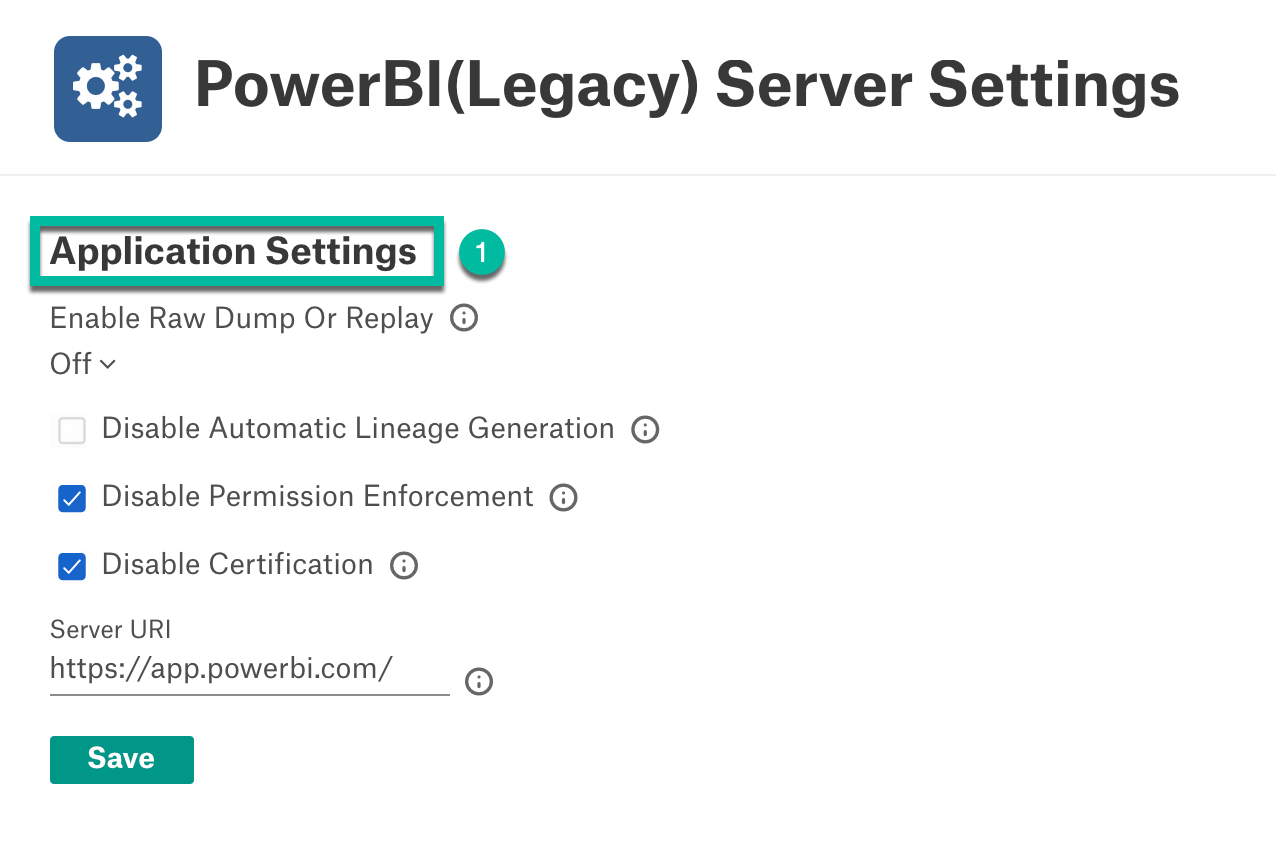 PowerBI(Legacy) Server Settings
Application Settings 1
Enable Raw Dump Or Replay
Off
Disable Automatic Lineage Generation
Disable Permission Enforcement
Disable Certification
Server URI
https://app.powerbi.com/
Save